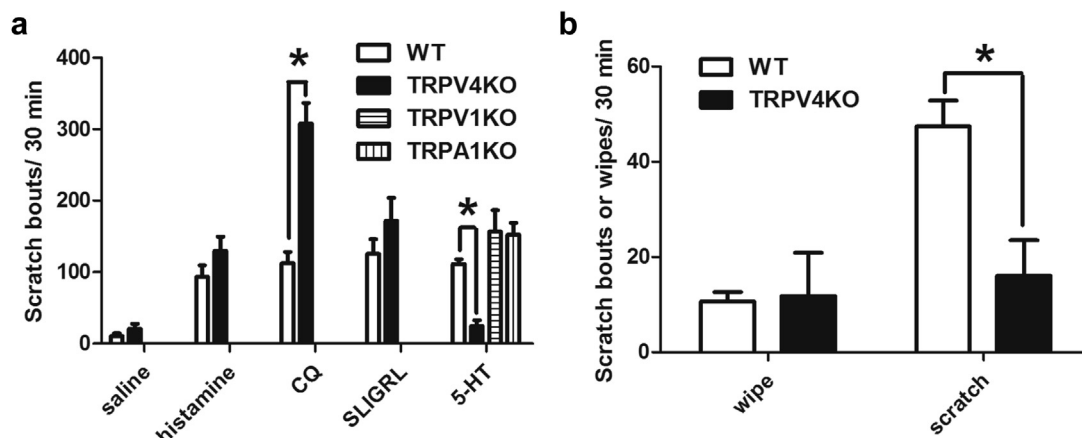 a
Scratch bouts/ 30 min
400
300
200
100
0
*
*
WT
TRPV4KO
TRPV1KO
TRPA1KO
saline
histamine
CQ
SLIGRL
5-HT
b
Scratch bouts or wipes/ 30 min
60
40
20
0
WT
TRPV4KO
*
wipe
scratch